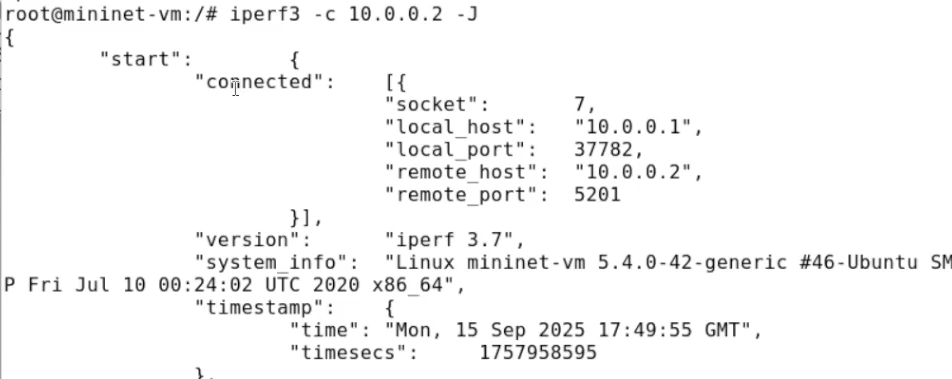 root@mininet-vm:/# iperf3 -c 10.0.0.2 -J
{
        "start":        {
                "connected":    [{
                                "socket":       7,
                                "local_host":   "10.0.0.1",
                                "local_port":   37782,
                                "remote_host":  "10.0.0.2",
                                "remote_port":  5201
                        }],
                "version":      "iperf 3.7",
                "system_info":  "Linux mininet-vm 5.4.0-42-generic #46-Ubuntu SM
P Fri Jul 10 00:24:02 UTC 2020 x86_64",
                "timestamp":    {
                        "time": "Mon, 15 Sep 2025 17:49:55 GMT",
                        "timesecs":     1757958595
                },